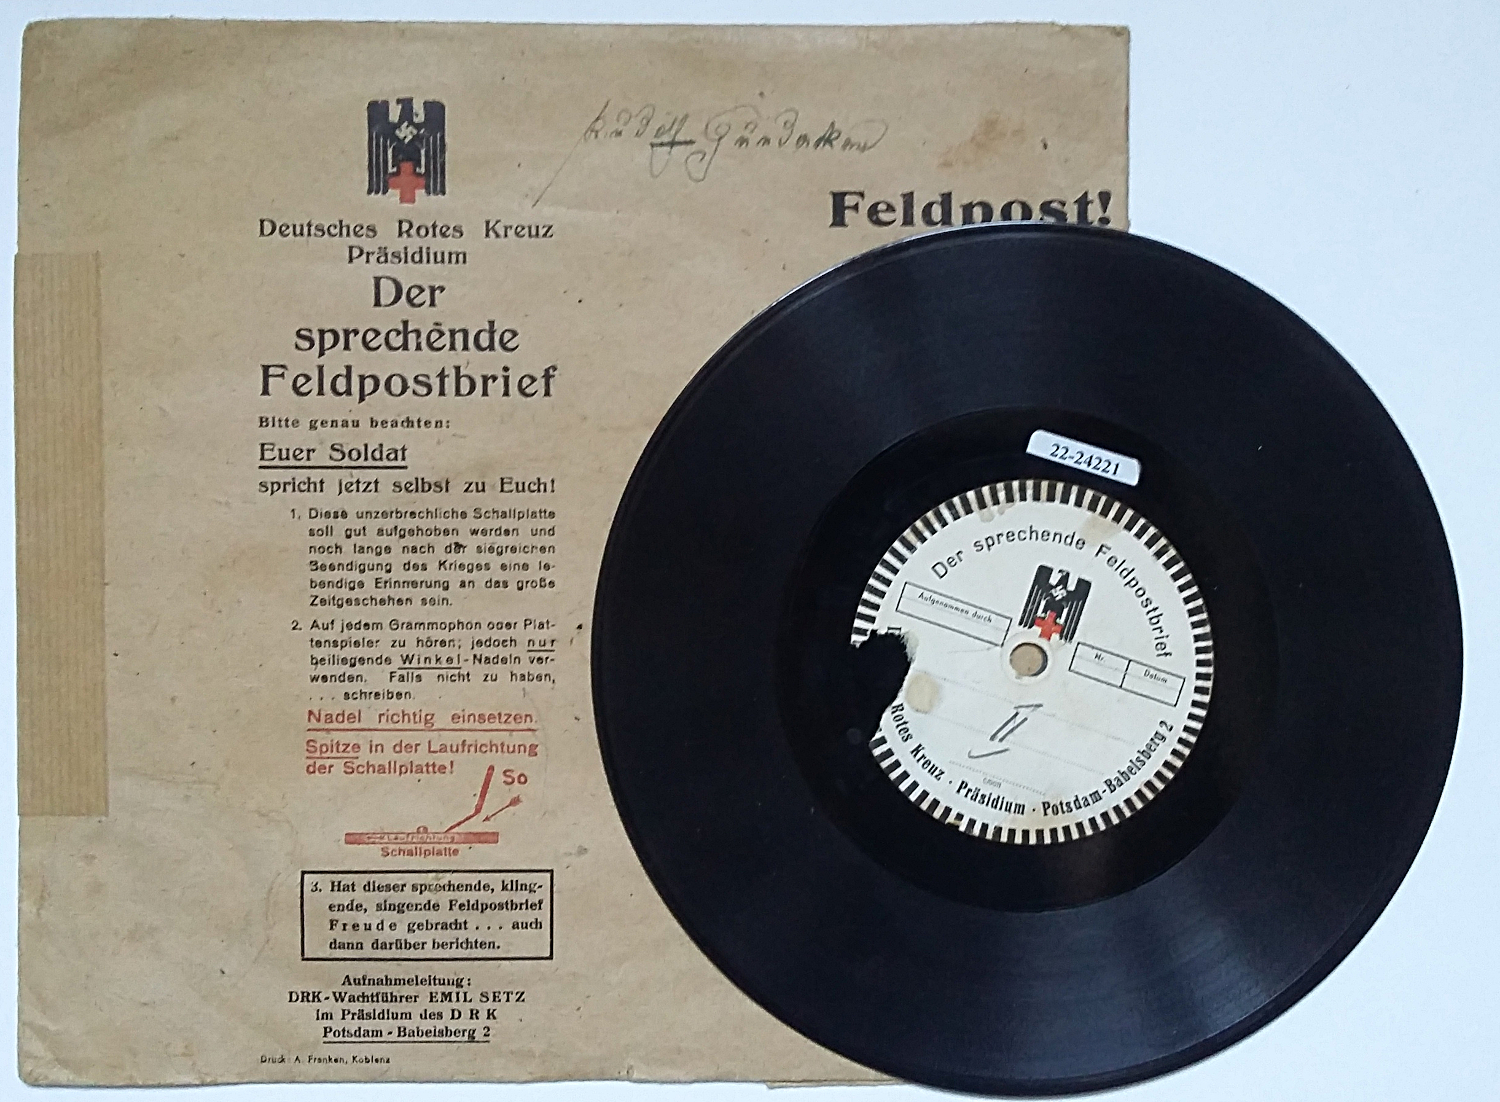 Rudolf
Feldpost!
Deutsches Rotes Kreuz
Präsidium
Der
sprechende
Feldpostbrief
Bitte genau beachten:
Euer Soldat
spricht jetzt selbst zu Euch!
1. Diese unzerbrechliche Schallplatte
soll gut aufgehoben werden und
noch lange nach der siegreichen
Beendigung des Krieges eine le-
bendige Erinnerung an das große
Zeitgeschehen sein.
2. Auf jedem Grammophon oder Plat-
tenspieler zu hören; jedoch nur
beiliegende Winkel-Nadeln ver-
wenden. Falls nicht zu haben,
. . . schreiben.
Nadel richtig einsetzen.
Spitze in der Laufrichtung
der Schallplatte!
So
Laufrichtung
Schallplatte
3. Hat dieser sprechende, kling-
ende, singende Feldpostbrief
Freude gebracht . . . auch
dann darüber berichten.
Aufnahmeleitung:
DRK-Wachtführer EMIL SETZ
im Präsidium des DRK
Potsdam - Babelsberg 2
Druck: A. Franken, Koblenz
22-24221
Der sprechende Feldpostbrief
Aufgenommen durch
Nr.
Datum
II
Rotes Kreuz · Präsidium · Potsdam-Babelsberg 2